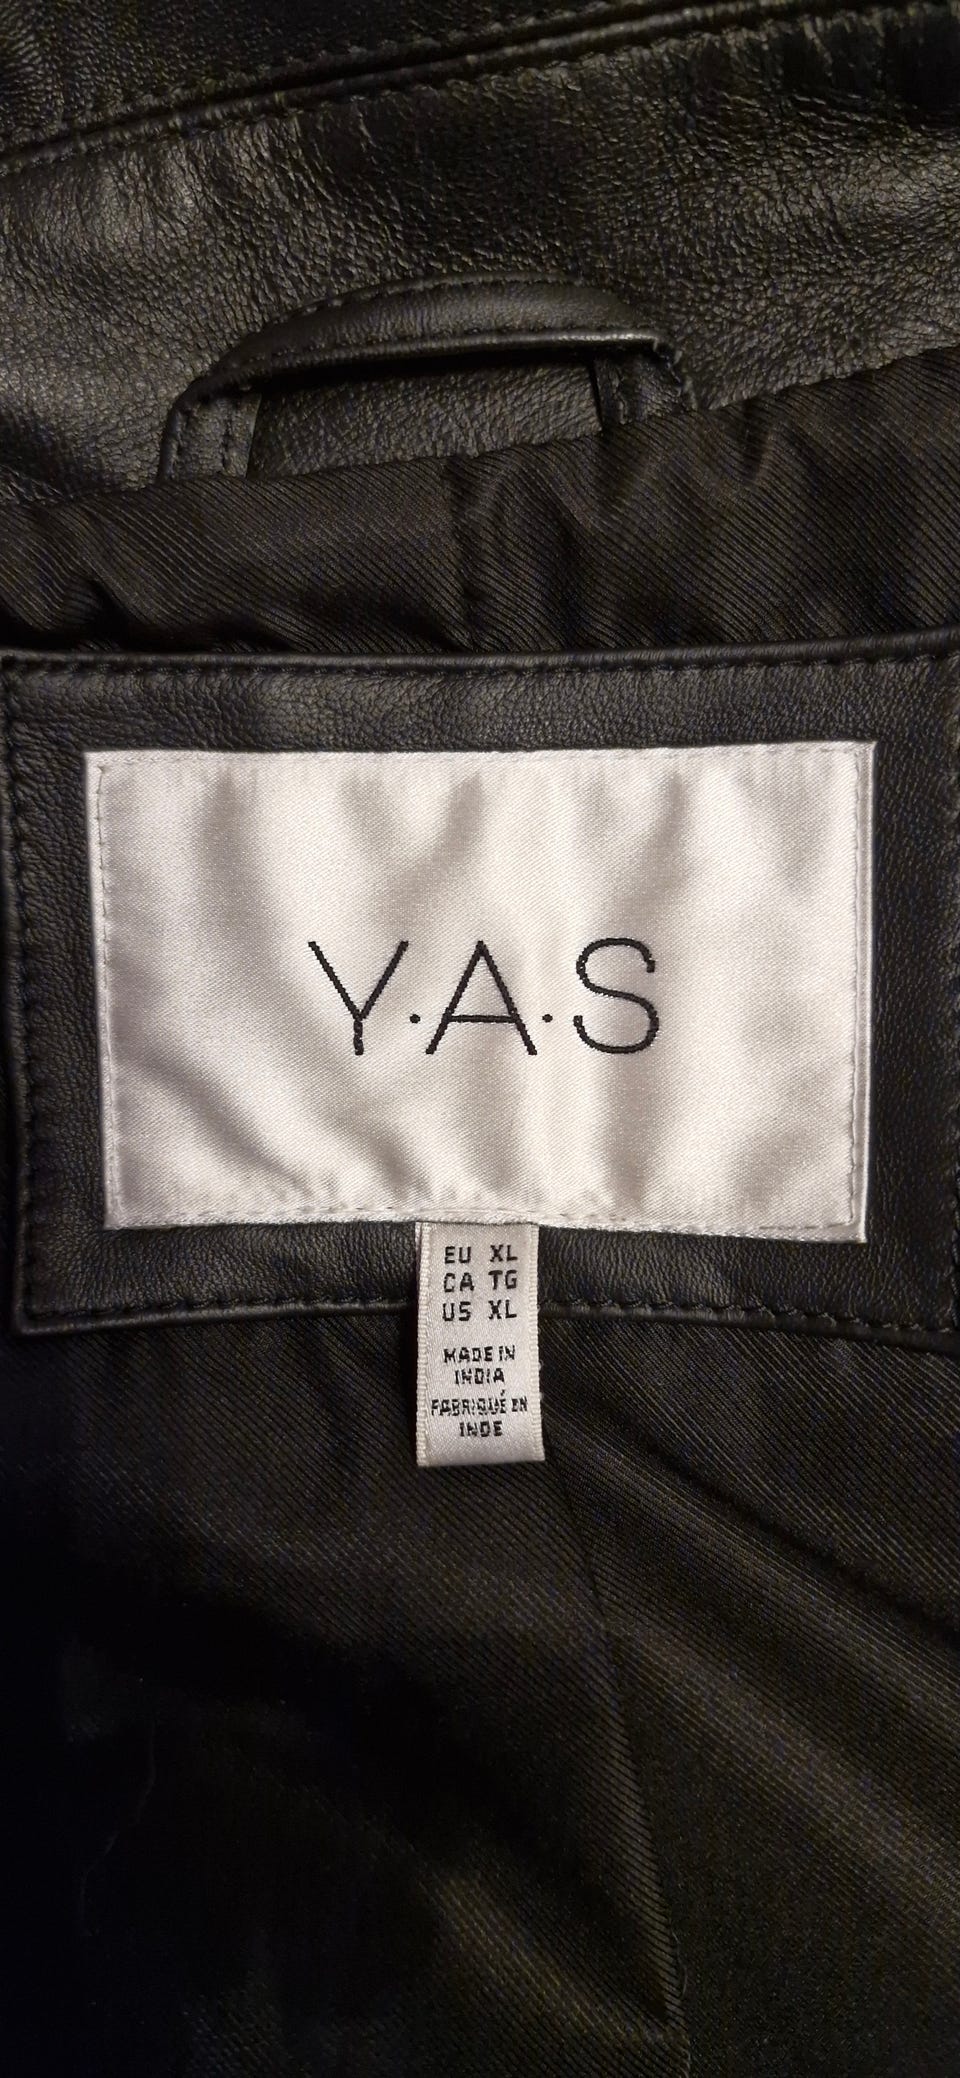 Y·A·S
EU XL
CA TG
US XL
MADE IN
INDIA
FABRIQUÉ EN
INDE